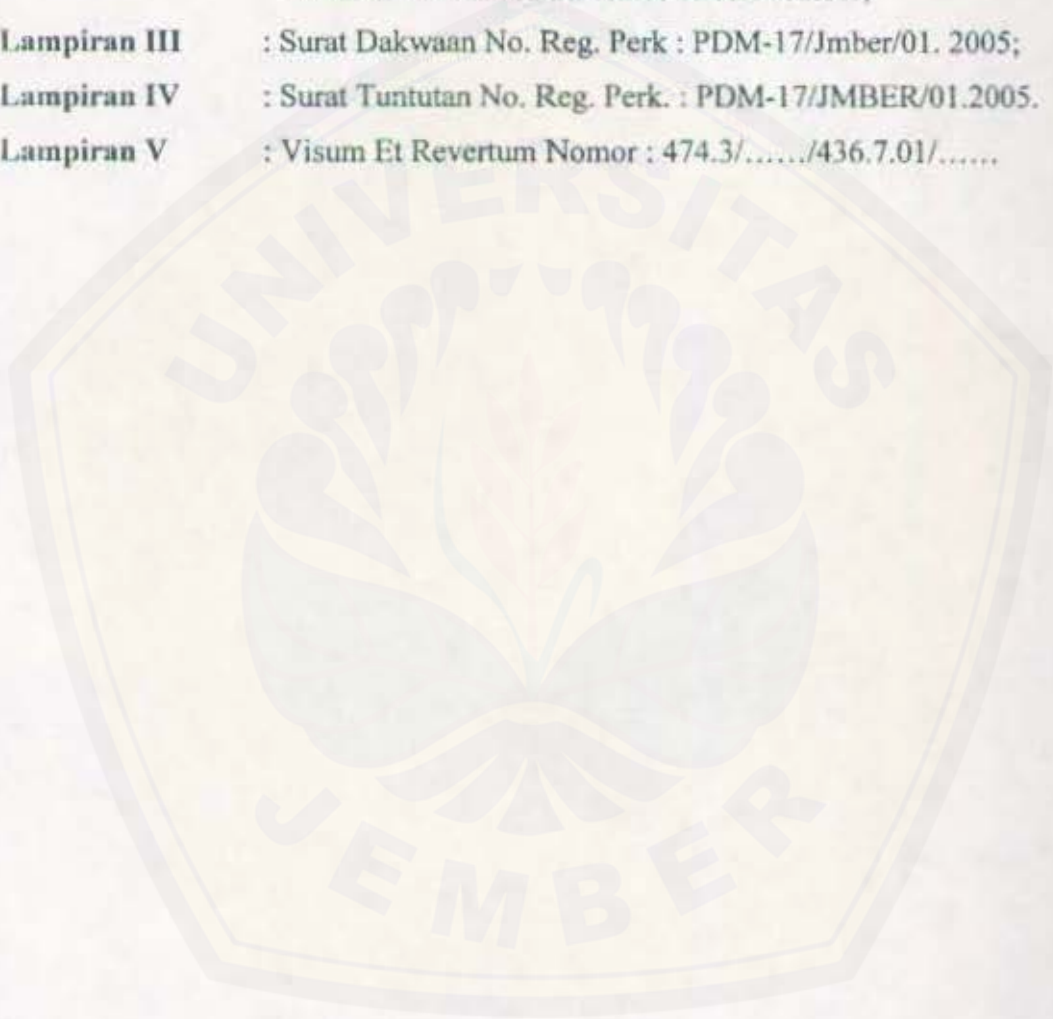 Lampiran III : Surat Dakwaan No. Reg. Perk : PDM-17/Jmber/01. 2005;
Lampiran IV : Surat Tuntutan No. Reg. Perk. : PDM-17/JMBER/01.2005.
Lampiran V : Visum Et Revertum Nomor : 474.3/....../436.7.01/......
UNIVERSITAS
JEMBER